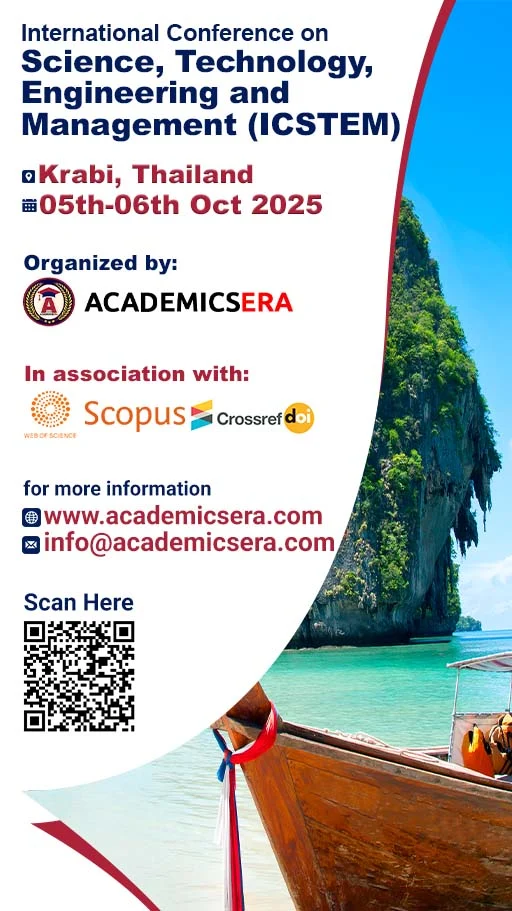 International Conference on
Science, Technology,
Engineering and
Management (ICSTEM)
Krabi, Thailand
05th-06th Oct 2025
Organized by:
A
ACADEMICSERA
In association with:
WEB OF SCIENCE
Scopus
Crossref
doi
for more information
www.academicsera.com
info@academicsera.com
Scan Here